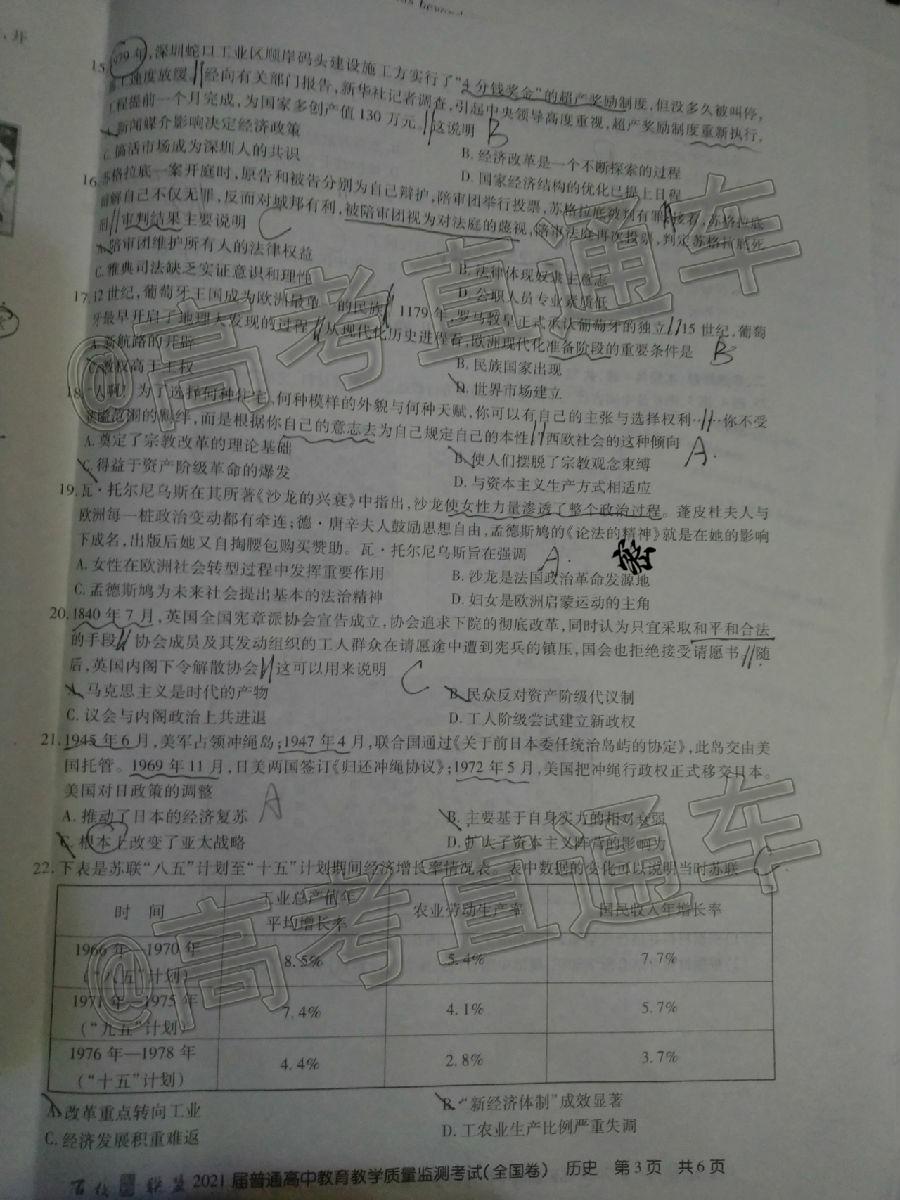 15. 1979年,深圳蛇口工业区顺岸码头建设施工方实行了"4分钱奖金"的超产奖励制度,但没多久被叫停,
施工速度放缓。经向有关部门报告,新华社记者调查,引起中央领导高度重视,超产奖励制度重新执行,
工程提前一个月完成,为国家多创产值130万元。这说明 B
A. 新闻媒介影响决定经济政策
B. 经济改革是一个不断探索的过程
C. 搞活市场成为深圳人的共识
D. 国家经济结构的优化已提上日程
16. 苏格拉底一案开庭时,原告和被告分别为自己辩护,陪审团举行投票,苏格拉底被判有罪。接着,苏格拉底
辩解自己不仅无罪,反而对城邦有利,被陪审团视为对法庭的蔑视,陪审法庭再次投票,判定苏格拉底死
刑。审判结果主要说明 C
A. 陪审团维护所有人的法律权益
B. 法律体现奴隶主意志
C. 雅典司法缺乏实证意识和理性
D. 公职人员专业素质低
17. 12世纪,葡萄牙王国成为欧洲最早 的民族 1179年,罗马教皇正式承认葡萄牙的独立。15世纪,葡萄
牙最早开启了地理大发现的过程。从现代化历史进程看,欧洲现代化准备阶段的重要条件是 B
A. 新航路的开辟
B. 民族国家出现
C. 教权高于王权
D. 世界市场建立
18. "人啊!为了选择何种住宅,何种模样的外貌与何种天赋,你可以有自己的主张与选择权利……你不受
的羁绊,而是根据你自己的意志去为自己规定自己的本性。"西欧社会的这种倾向 A.
A. 奠定了宗教改革的理论基础
B. 使人们摆脱了宗教观念束缚
C. 得益于资产阶级革命的爆发
D. 与资本主义生产方式相适应
19. 瓦·托尔尼乌斯在其所著《沙龙的兴衰》中指出,沙龙使女性力量渗透了整个政治过程。蓬皮杜夫人与
欧洲每一桩政治变动都有牵连;德·唐辛夫人鼓励思想自由,孟德斯鸠的《论法的精神》就是在她的影响
下成名,出版后她又自掏腰包购买赞助。瓦·托尔尼乌斯旨在强调 A.
A. 女性在欧洲社会转型过程中发挥重要作用
B. 沙龙是法国政治革命发源地
C. 孟德斯鸠为未来社会提出基本的法治精神
D. 妇女是欧洲启蒙运动的主角
20. 1840年7月,英国全国宪章派协会宣告成立,协会追求下院的彻底改革,同时认为只宜采取和平和合法
的手段。协会成员及其发动组织的工人群众在请愿途中遭到宪兵的镇压,国会也拒绝接受请愿书。随
后,英国内阁下令解散协会。这可以用来说明 C
A. 马克思主义是时代的产物
B. 民众反对资产阶级代议制
C. 议会与内阁政治上共进退
D. 工人阶级尝试建立新政权
21. 1945年6月,美军占领冲绳岛;1947年4月,联合国通过《关于前日本委任统治岛屿的协定》,此岛交由美
国托管。1969年11月,日美两国签订《归还冲绳协议》;1972年5月,美国把冲绳行政权正式移交日本。
美国对日政策的调整 A
A. 推动了日本的经济复苏
B. 主要基于自身实力的相对衰弱
C. 根本上改变了亚太战略
D. 扩大了资本主义阵营的影响力
22. 下表是苏联"八五"计划至"十五"计划期间经济增长率情况表。表中数据的变化可以说明当时苏联 C
时 间 工业总产值年平均增长率 农业劳动生产率 国民收入年增长率
1966年—1970年("八五"计划) 8.5% 5.4% 7.7%
1971年—1975年("九五"计划) 7.4% 4.1% 5.7%
1976年—1978年("十五"计划) 4.4% 2.8% 3.7%
A. 改革重点转向工业
B. "新经济体制"成效显著
C. 经济发展积重难返
D. 工农业生产比例严重失调
2021届普通高中教育教学质量监测考试(全国卷) 历史 第3页 共6页
@高考直通车
@高考直通车